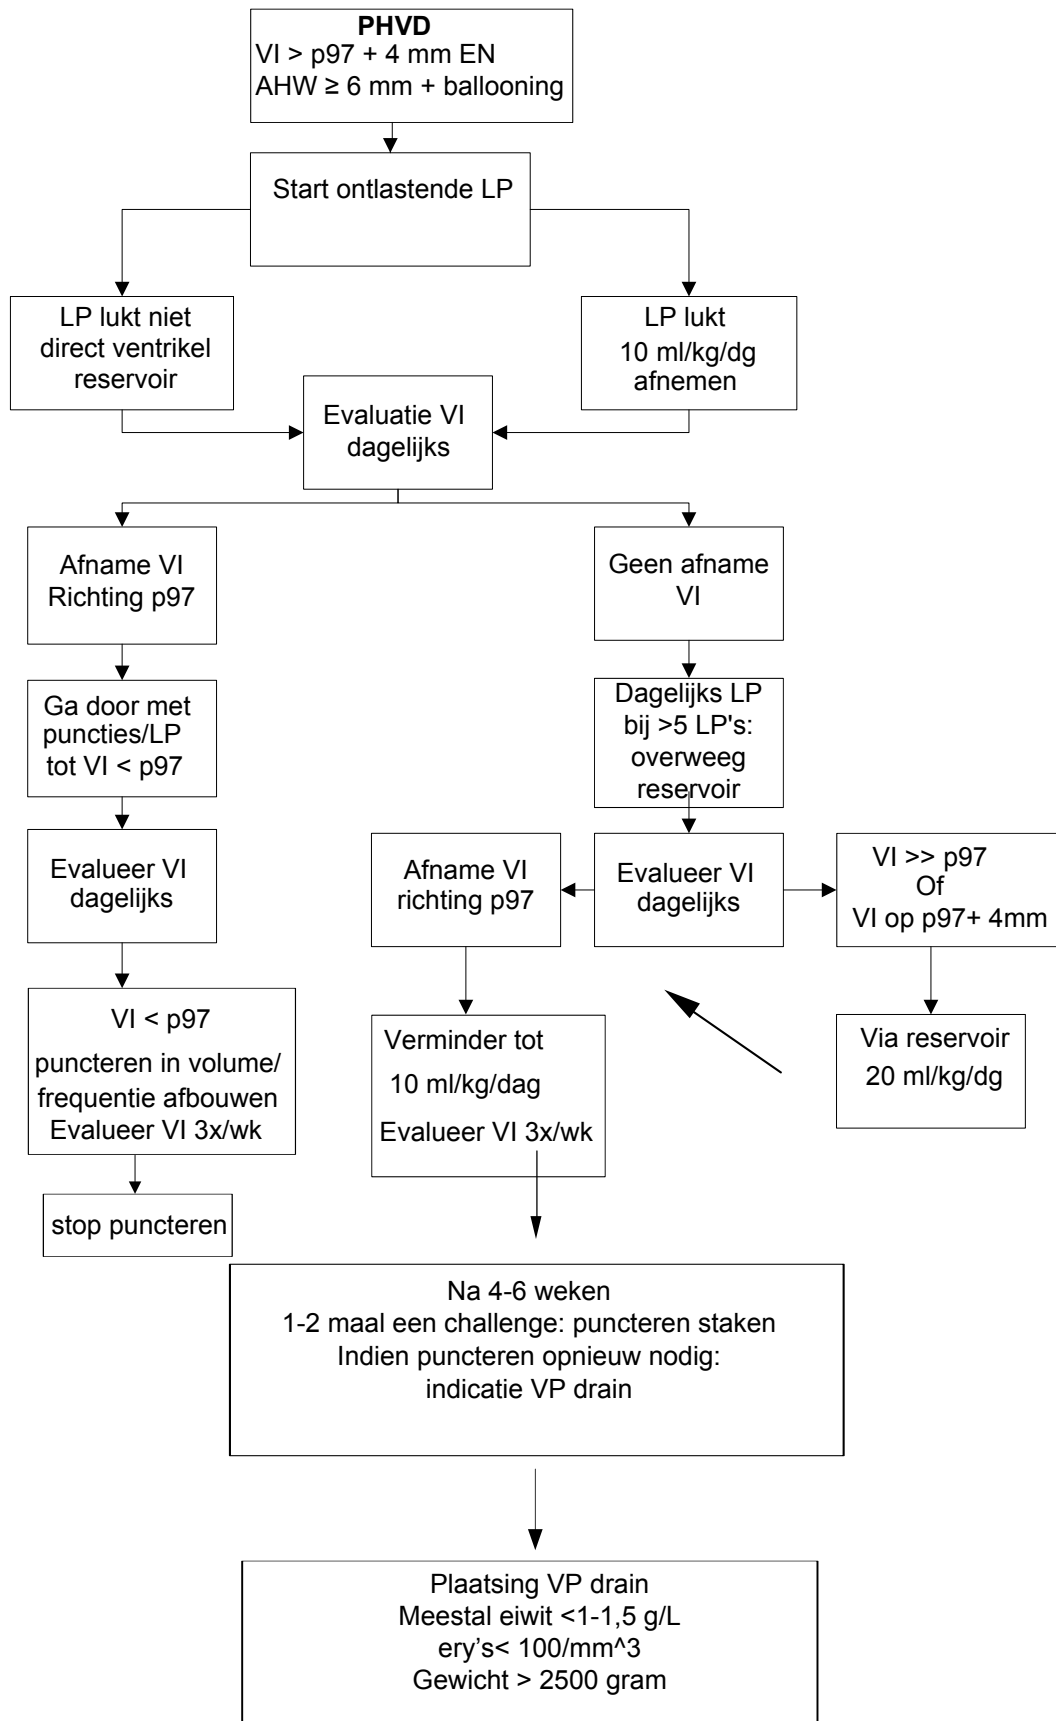 PHVD
VI > p97 + 4 mm EN
AHW ≥ 6 mm + ballooning
Start ontlastende LP
LP lukt niet
direct ventrikel
reservoir
LP lukt
10 ml/kg/dg
afnemen
Evaluatie VI
dagelijks
Afname VI
Richting p97
Geen afname
VI
Ga door met
puncties/LP
tot VI < p97
Dagelijks LP
bij >5 LP's:
overweeg
reservoir
Evalueer VI
dagelijks
Afname VI
richting p97
Evalueer VI
dagelijks
VI >> p97
Of
VI op p97+ 4mm
VI < p97
puncteren in volume/
frequentie afbouwen
Evalueer VI 3x/wk
Verminder tot
10 ml/kg/dag
Evalueer VI 3x/wk
Via reservoir
20 ml/kg/dg
stop puncteren
Na 4-6 weken
1-2 maal een challenge: puncteren staken
Indien puncteren opnieuw nodig:
indicatie VP drain
Plaatsing VP drain
Meestal eiwit <1-1,5 g/L
ery's< 100/mm^3
Gewicht > 2500 gram